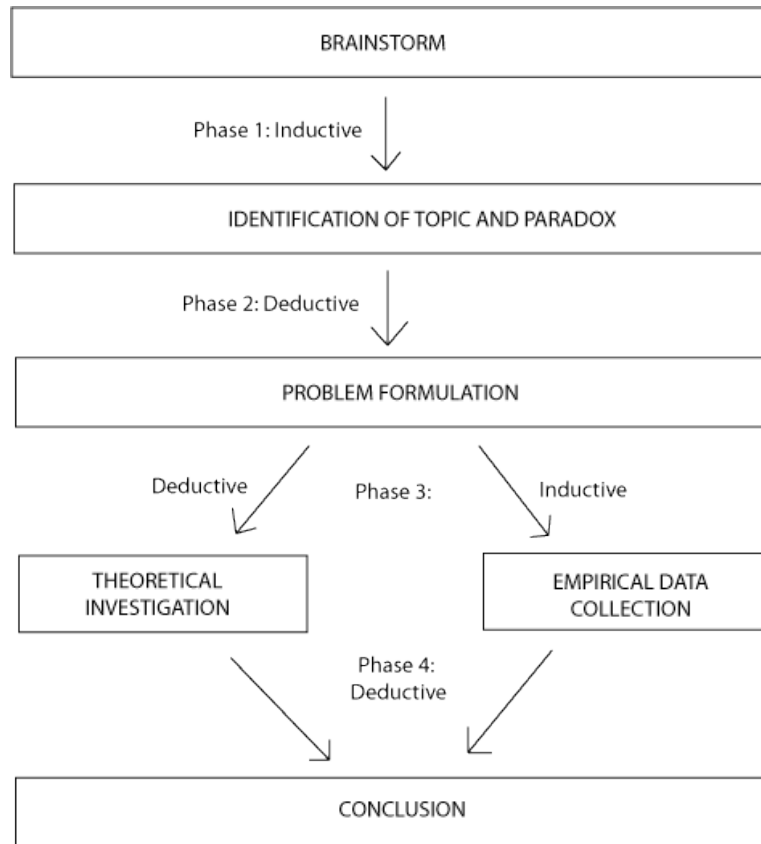 BRAINSTORM
Phase 1: Inductive
IDENTIFICATION OF TOPIC AND PARADOX
Phase 2: Deductive
PROBLEM FORMULATION
Deductive
Phase 3:
Inductive
THEORETICAL
INVESTIGATION
EMPIRICAL DATA
COLLECTION
Phase 4:
Deductive
CONCLUSION